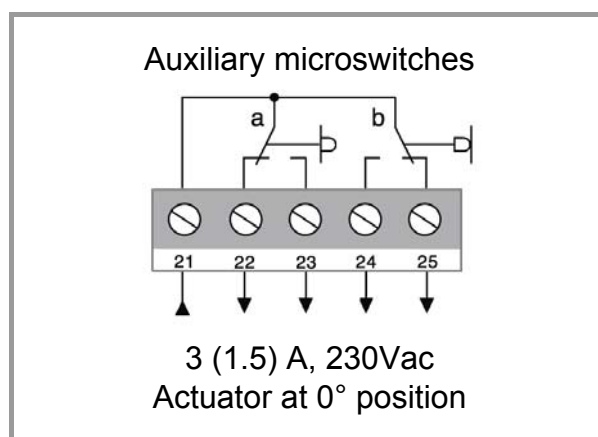 Auxiliary microswitches
a b
21 22 23 24 25
3 (1.5) A, 230Vac
Actuator at 0° position